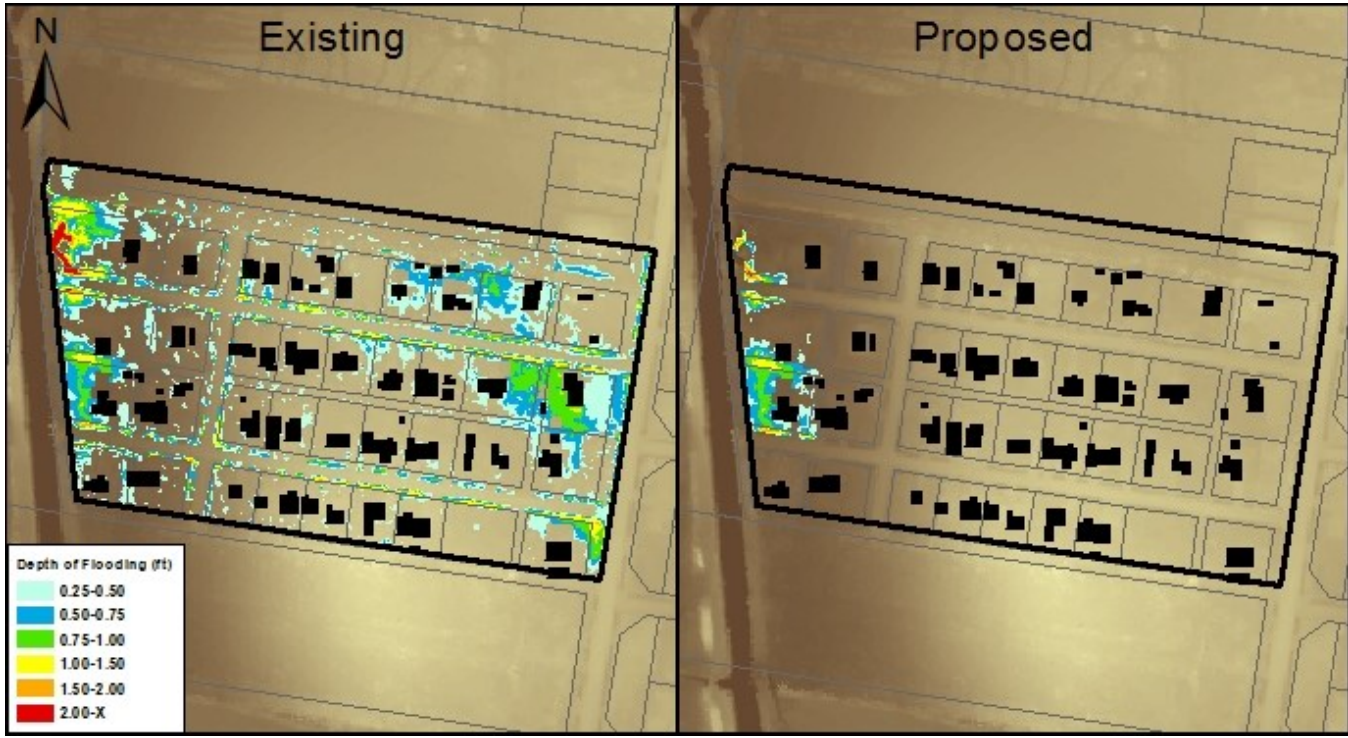 N
Existing
Proposed
Depth of Flooding (ft)
0.25-0.50
0.50-0.75
0.75-1.00
1.00-1.50
1.50-2.00
2.00-X